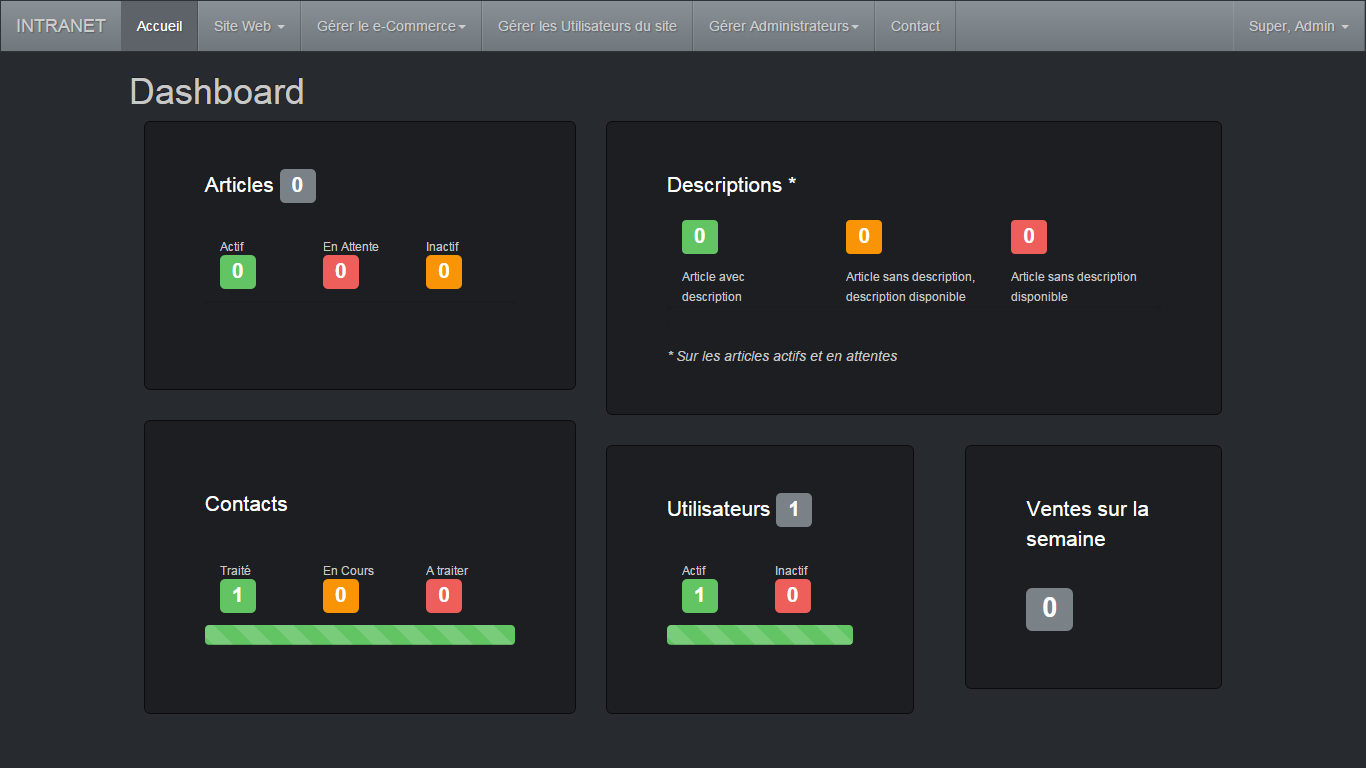 INTRANET Accueil Site Web Gérer le e-Commerce Gérer les Utilisateurs du site Gérer Administrateurs Contact Super, Admin
Dashboard
Articles 0
Actif En Attente Inactif
0 0 0
Descriptions *
0 0 0
Article avec description
Article sans description, description disponible
Article sans description disponible
* Sur les articles actifs et en attentes
Contacts
Traité En Cours A traiter
1 0 0
Utilisateurs 1
Actif Inactif
1 0
Ventes sur la
semaine
0